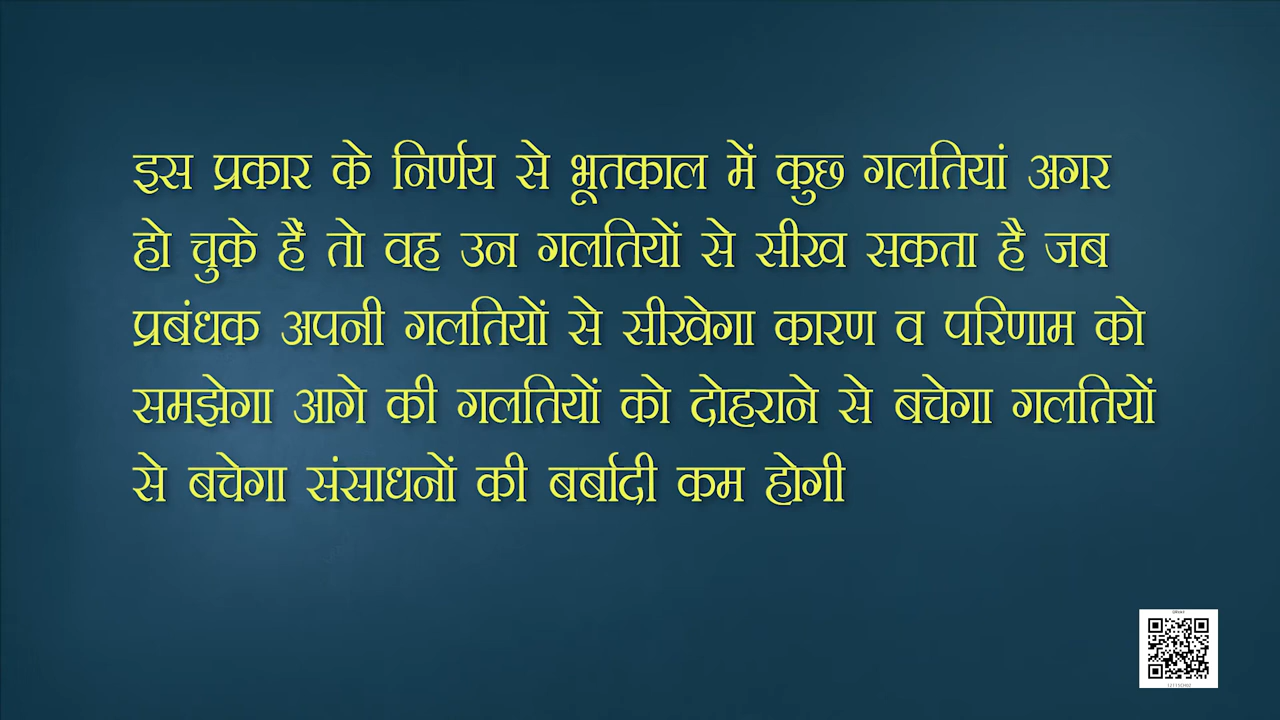 इस प्रकार के निर्णय से भूतकाल में कुछ गलतियां अगर
हो चुके हैं तो वह उन गलतियों से सीख सकता है जब
प्रबंधक अपनी गलतियों से सीखेगा कारण व परिणाम को
समझेगा आगे की गलतियों को दोहराने से बचेगा गलतियों
से बचेगा संसाधनों की बर्बादी कम होगी